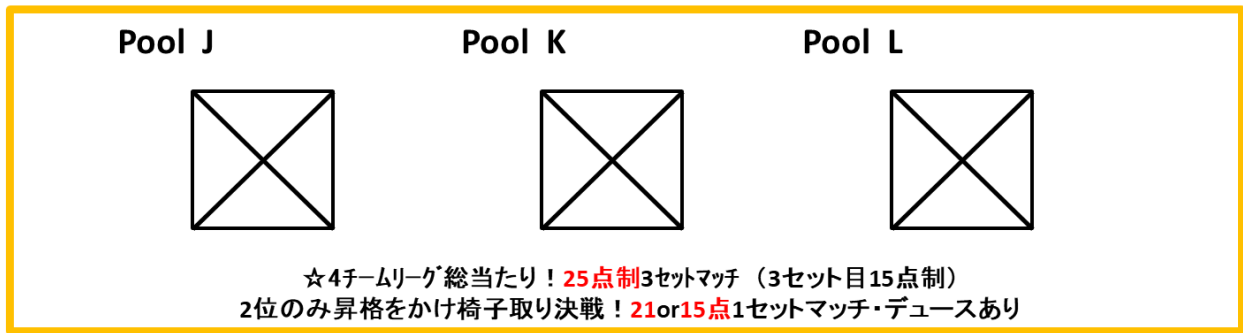 Pool J
Pool K
Pool L
☆4ﾁｰﾑﾘｰｸﾞ総当たり！25点制3ｾｯﾄﾏｯﾁ （3セット目15点制）
2位のみ昇格をかけ椅子取り決戦！21or15点1セットマッチ・デュースあり